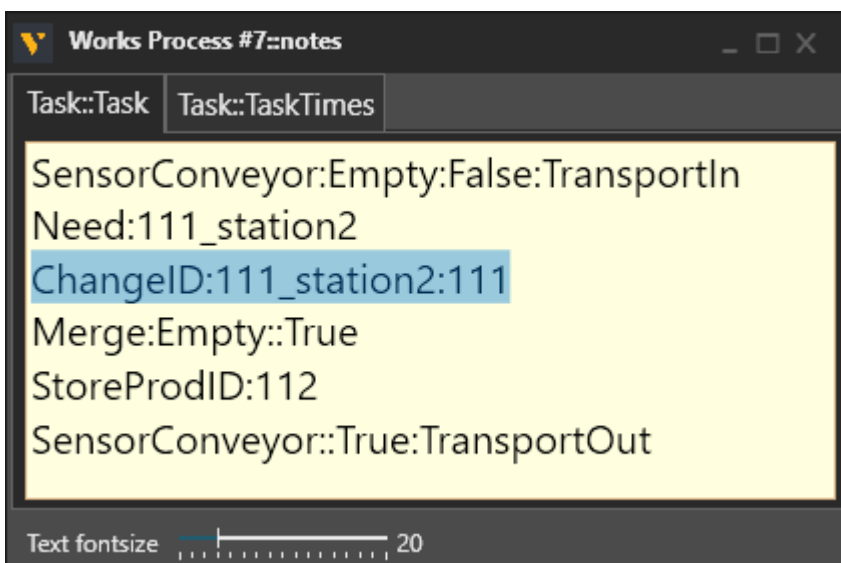 Works Process #7::notes
Task::Task Task::TaskTimes
SensorConveyor:Empty:False:TransportIn
Need:111_station2
ChangeID:111_station2:111
Merge:Empty::True
StoreProdID:112
SensorConveyor::True:TransportOut
Text fontsize 20